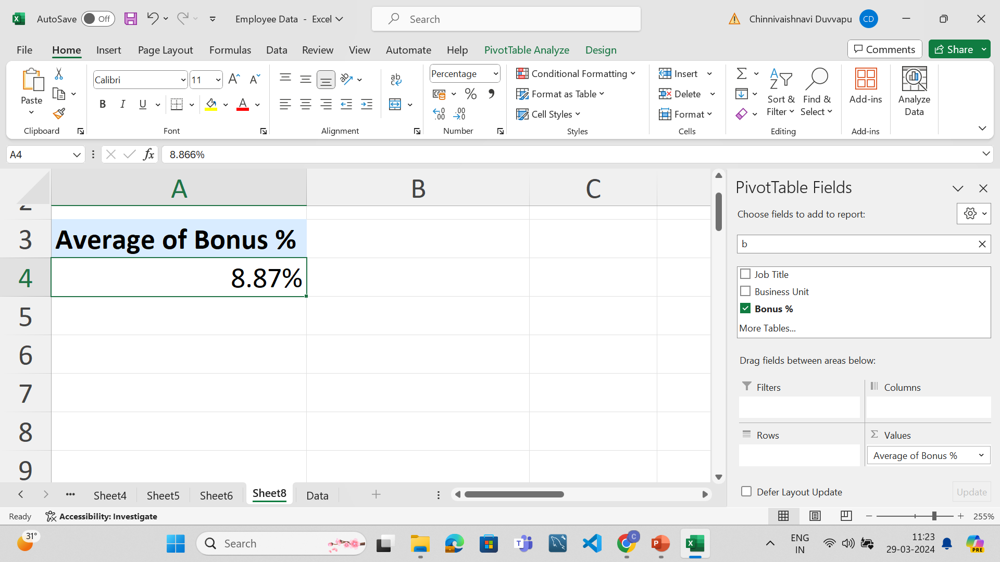 AutoSave Off Employee Data - Excel Search Chinnivaishnavi Duvvapu CD
File Home Insert Page Layout Formulas Data Review View Automate Help PivotTable Analyze Design Comments Share
Paste
Clipboard
Calibri 11
B I U A
Font
ab
Alignment
Percentage
% ,
Number
Conditional Formatting
Format as Table
Cell Styles
Styles
Insert
Delete
Format
Cells
Sort &
Filter
Find &
Select
Editing
Add-ins
Add-ins
Analyze
Data
A4 fx 8.866%
A B C
2
3 Average of Bonus %
4 8.87%
5
6
7
8
9
PivotTable Fields
Choose fields to add to report:
b
Job Title
Business Unit
Bonus %
More Tables...
Drag fields between areas below:
Filters
Columns
Rows
Σ Values
Average of Bonus %
Defer Layout Update Update
Sheet4 Sheet5 Sheet6 Sheet8 Data
Ready Accessibility: Investigate 255%
31°
Search
ENG
IN
11:23
29-03-2024
PRE